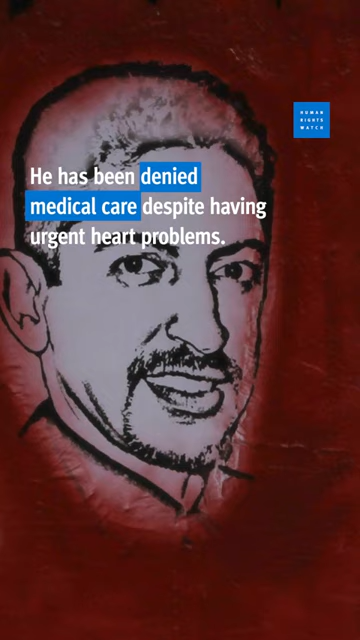 HUMAN
RIGHTS
WATCH
He has been denied
medical care despite having
urgent heart problems.